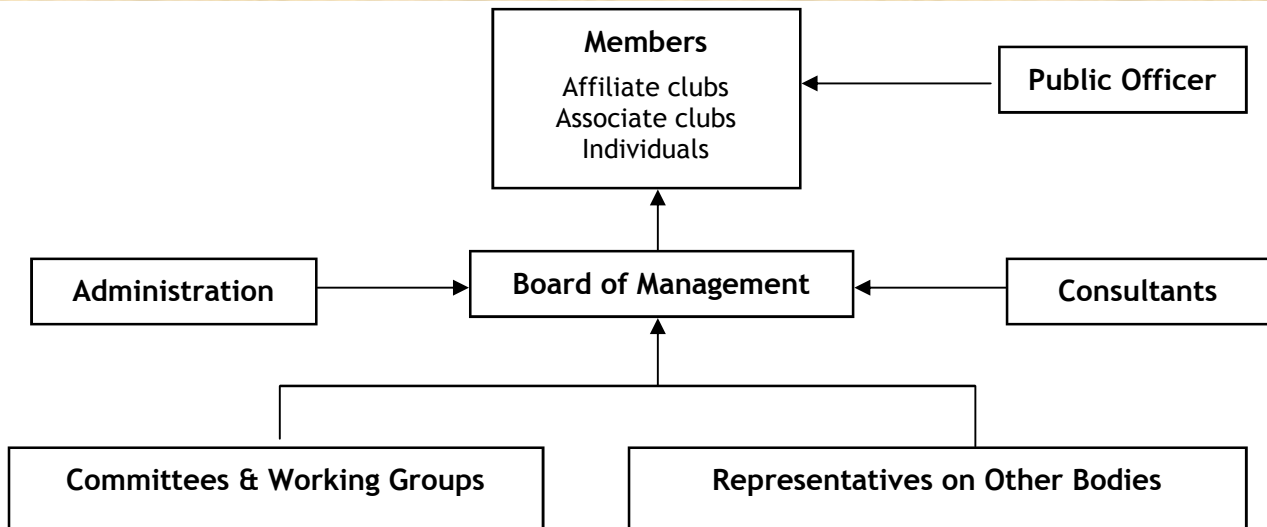 Members
Affiliate clubs
Associate clubs
Individuals
Public Officer
Administration
Board of Management
Consultants
Committees & Working Groups
Representatives on Other Bodies